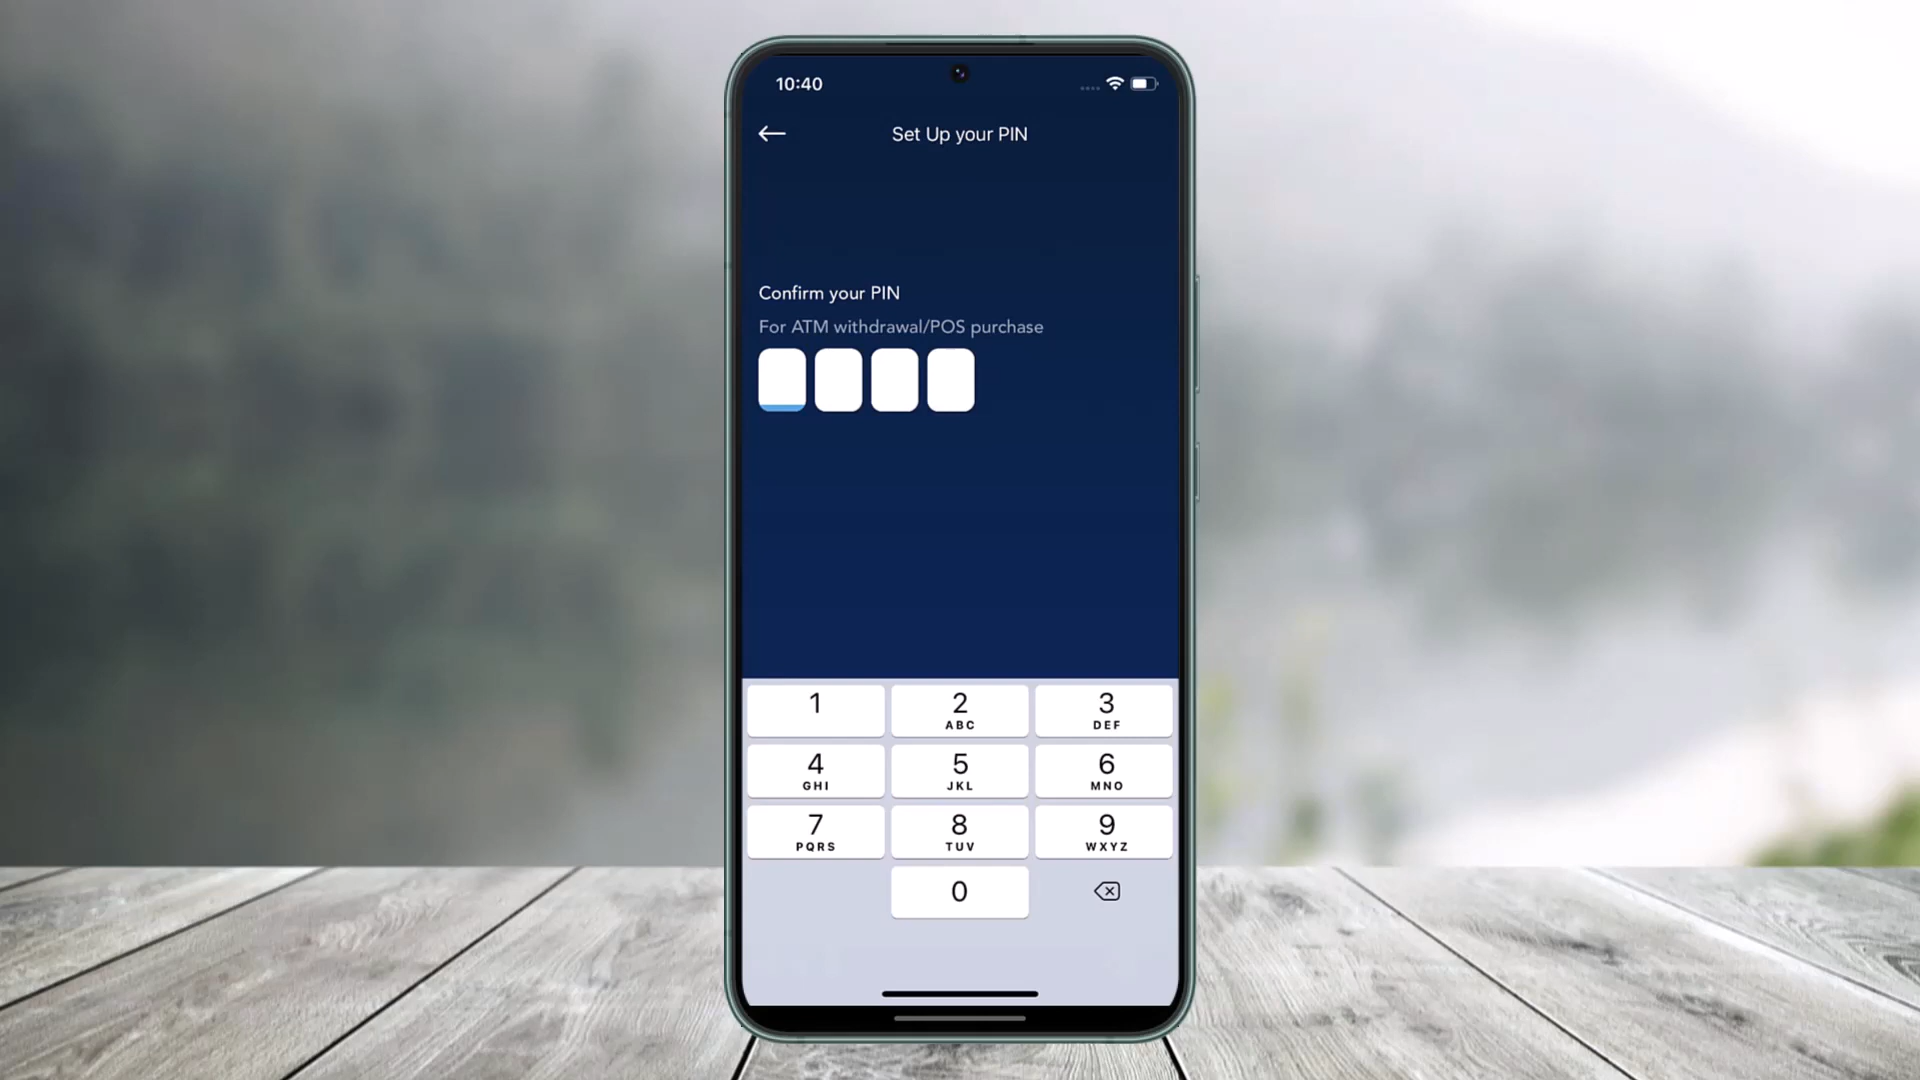 10:40
Set Up your PIN
Confirm your PIN
For ATM withdrawal/POS purchase
1
2
ABC
3
DEF
4
GHI
5
JKL
6
MNO
7
PQRS
8
TUV
9
WXYZ
0